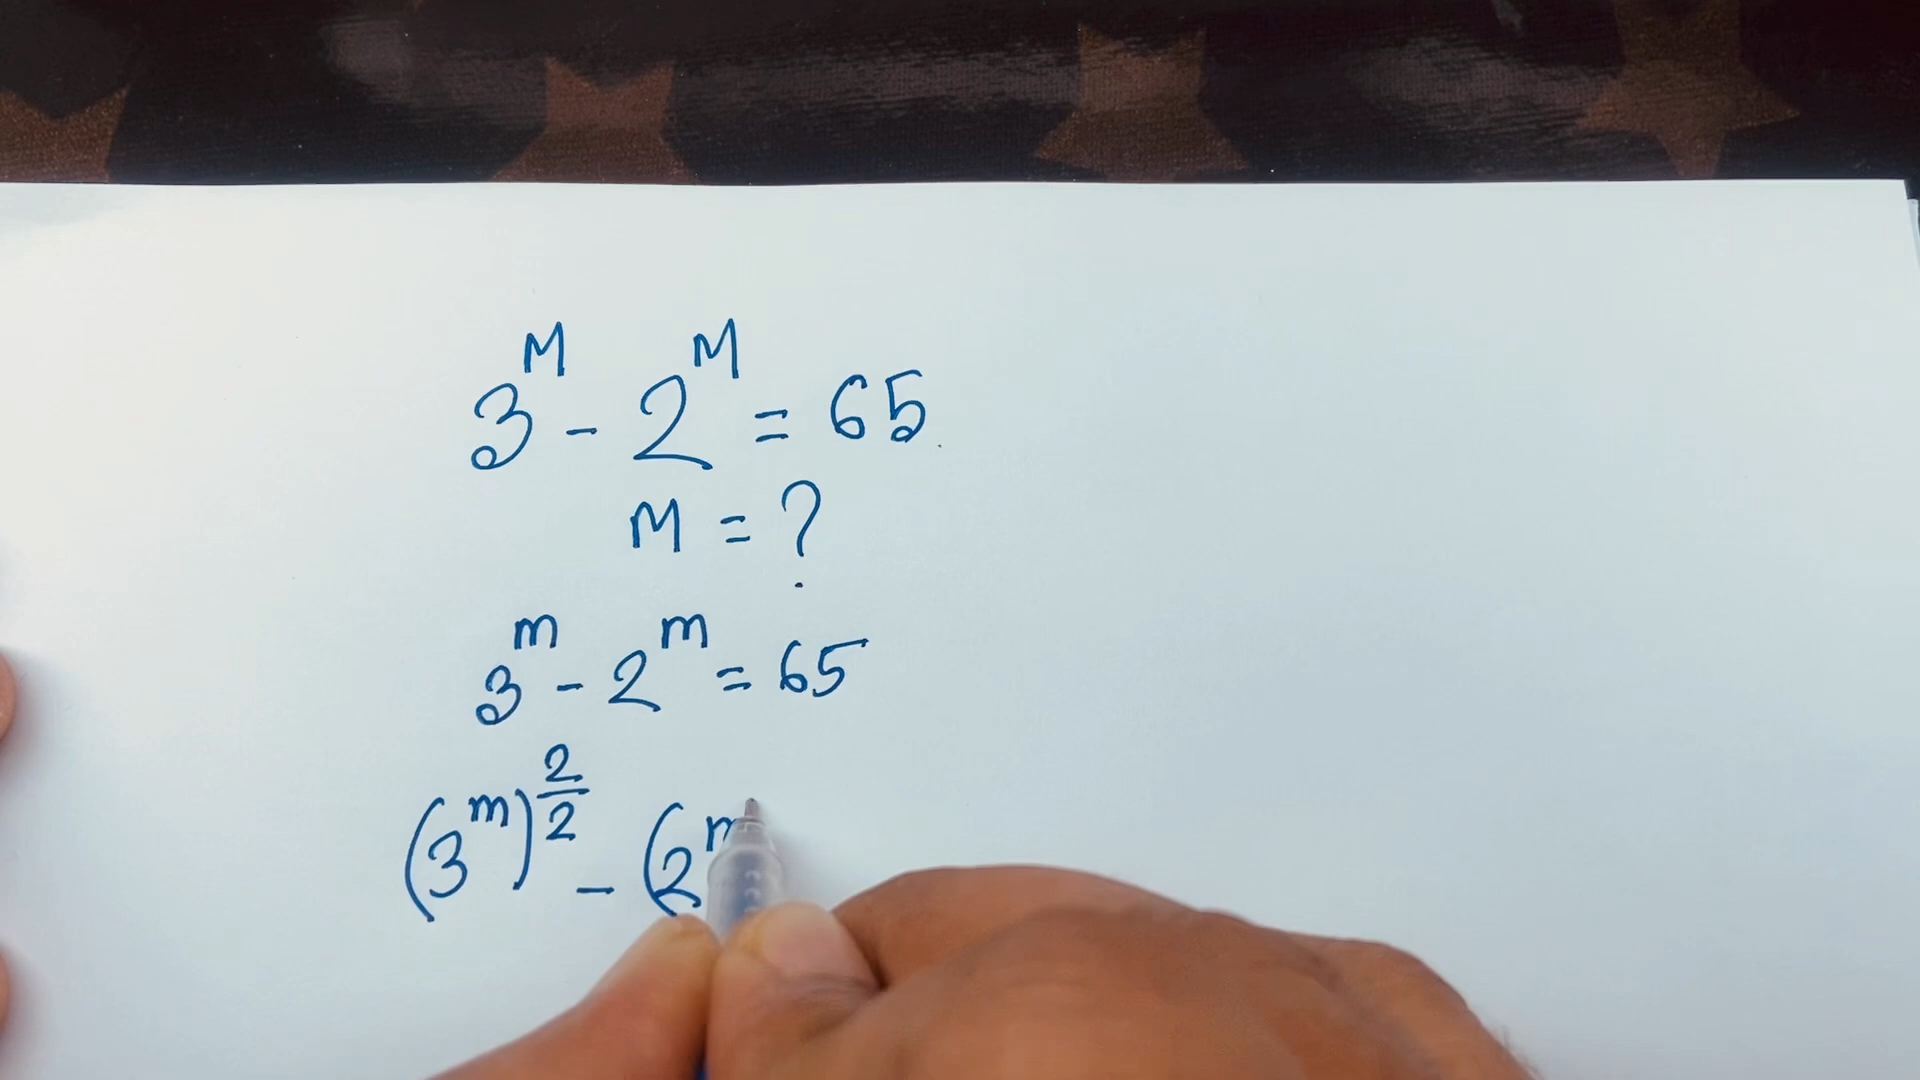 3^M - 2^M = 65.
M = ?
3^m - 2^m = 65
(3^m)^(2/2) - (2^m